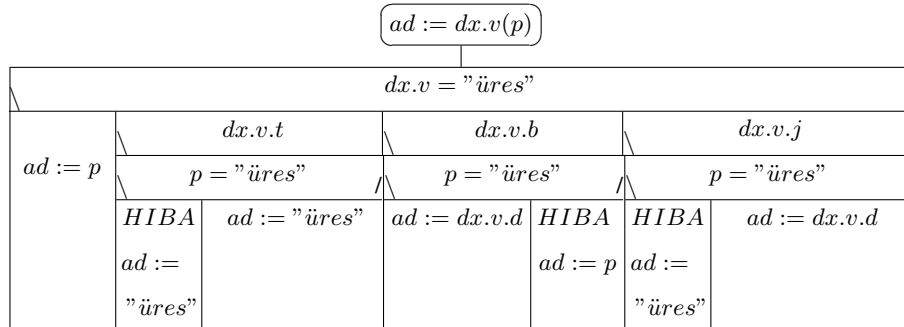 ad := dx.v(p)
dx.v = "üres"
ad := p
dx.v.t
dx.v.b
dx.v.j
p = "üres"
p = "üres"
p = "üres"
HIBA
ad :=
"üres"
ad := "üres"
ad := dx.v.d
HIBA
ad := p
HIBA
ad :=
"üres"
ad := dx.v.d